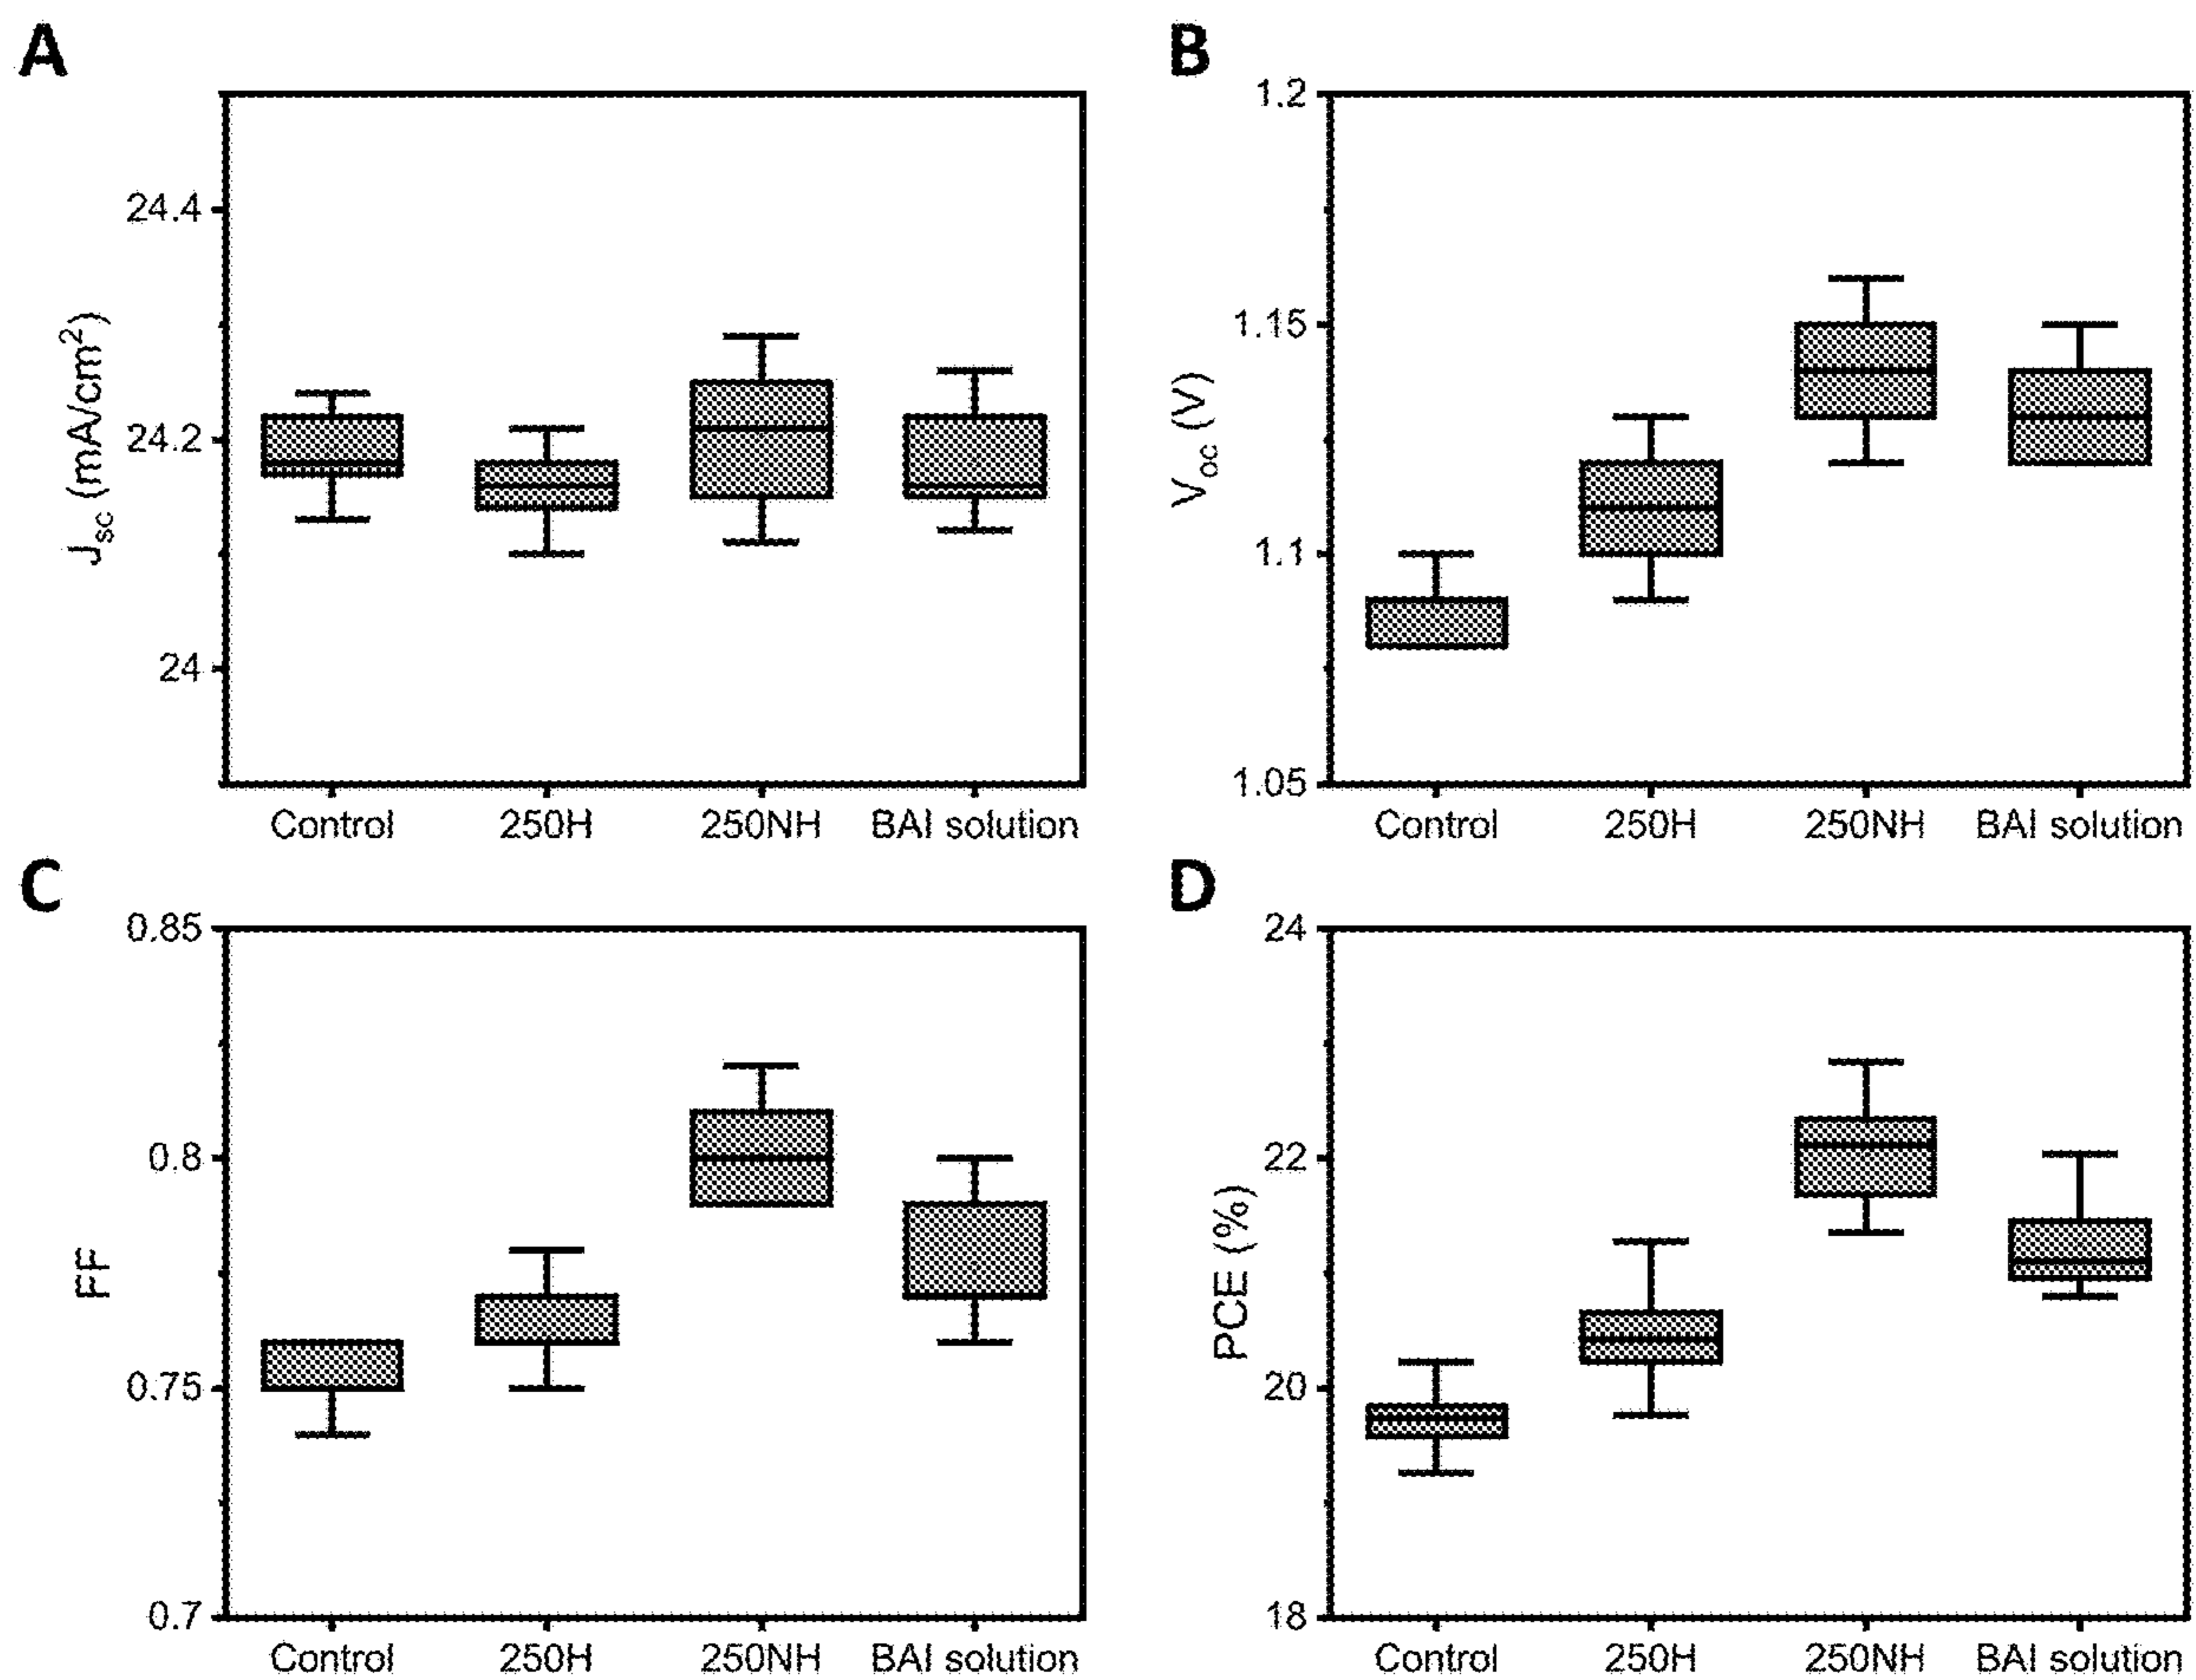 A
B
24.4
24.2
24
J_sc (mA/cm²)
Control 250H 250NH BAI solution
1.2
1.15
1.1
1.05
V_oc (V)
Control 250H 250NH BAI solution
C
D
0.85
0.8
0.75
0.7
FF
Control 250H 250NH BAI solution
24
22
20
18
PCE (%)
Control 250H 250NH BAI solution